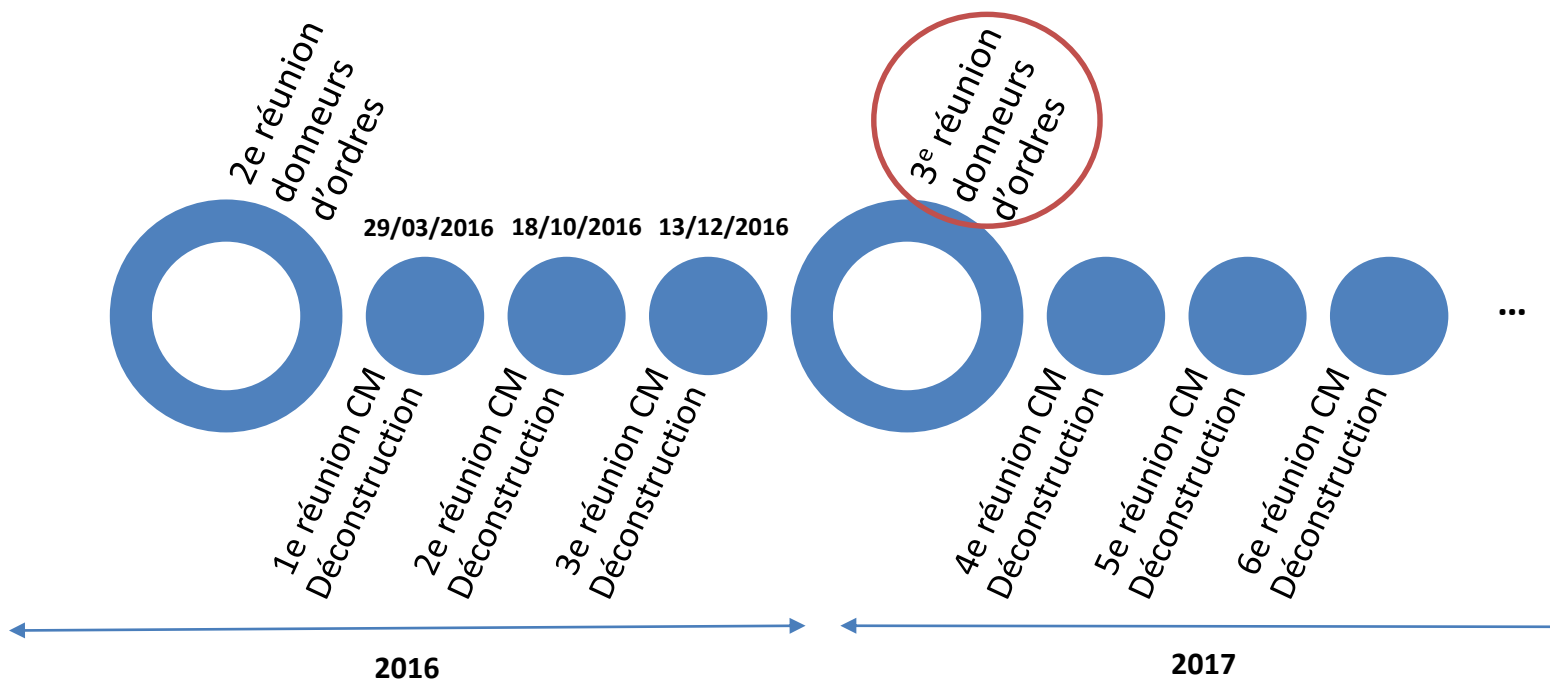 2e réunion
donneurs
d'ordres
3e réunion
donneurs
d'ordres
29/03/2016
18/10/2016
13/12/2016
...
1e réunion CM
Déconstruction
2e réunion CM
Déconstruction
3e réunion CM
Déconstruction
4e réunion CM
Déconstruction
5e réunion CM
Déconstruction
6e réunion CM
Déconstruction
2016
2017